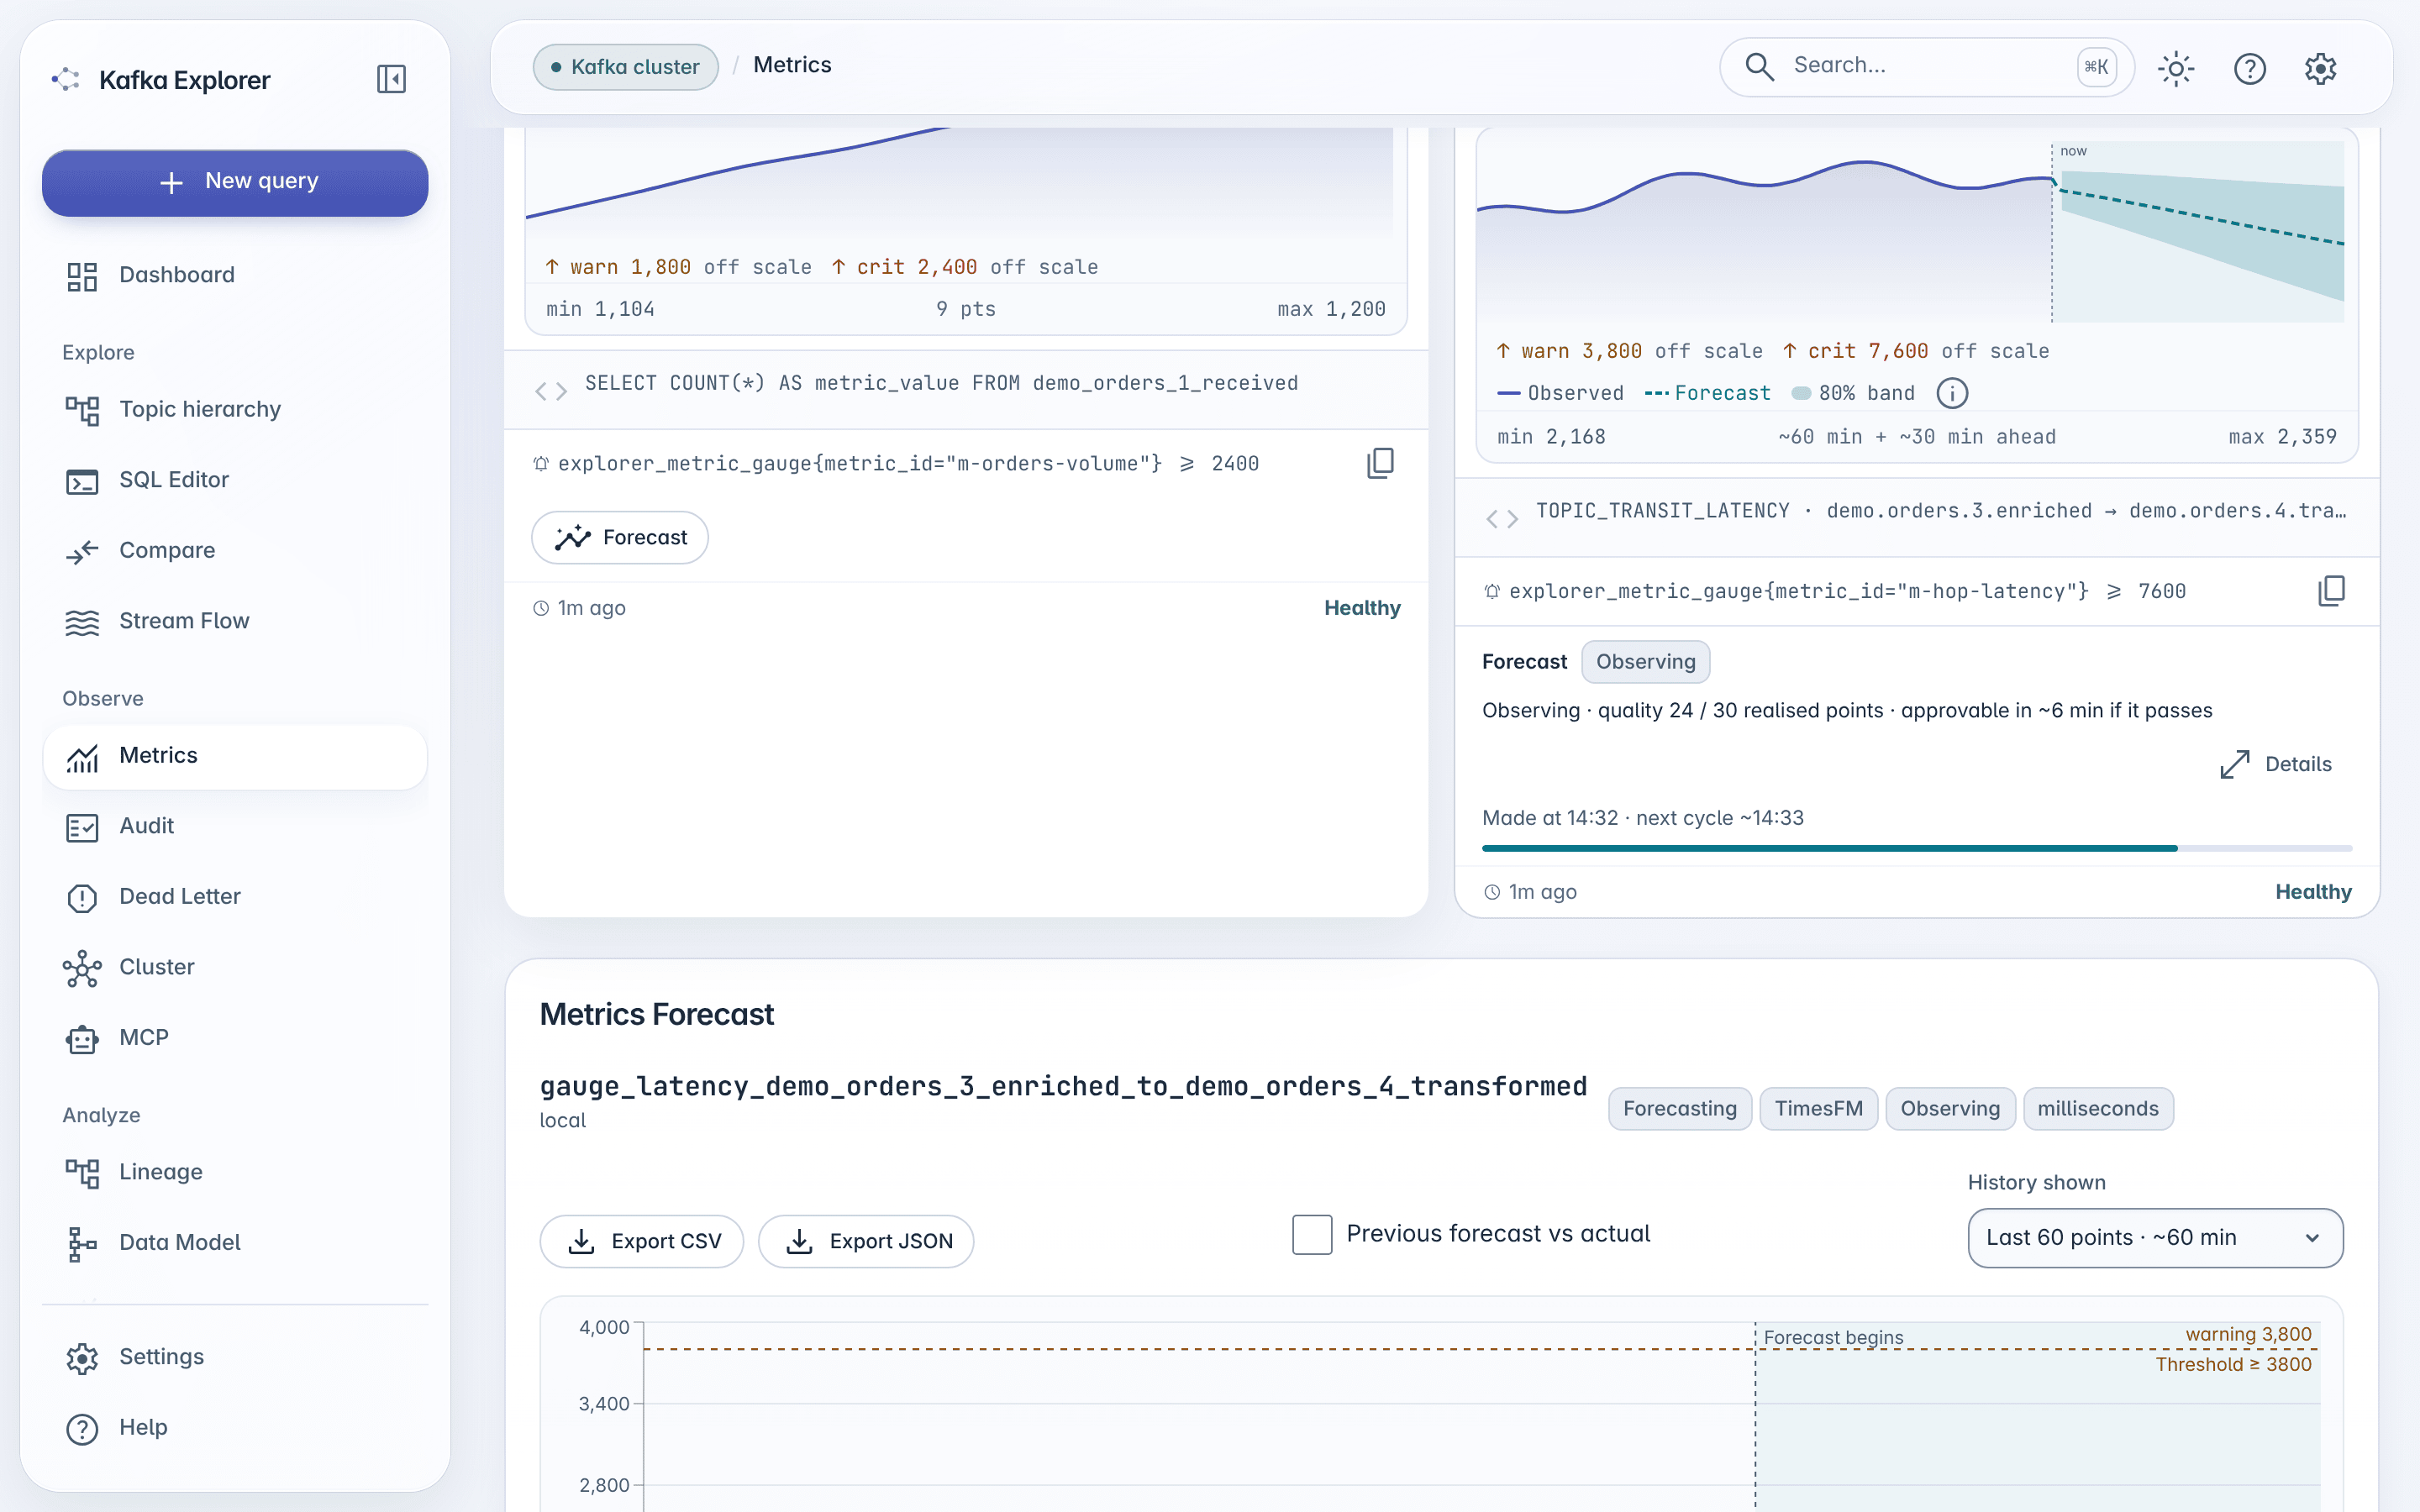 Kafka Explorer
New query
Dashboard
Explore
Topic hierarchy
SQL Editor
Compare
Stream Flow
Observe
Metrics
Audit
Dead Letter
Cluster
MCP
Analyze
Lineage
Data Model
Settings
Help
Kafka cluster / Metrics
Search... ⌘K
↑ warn 1,800 off scale ↑ crit 2,400 off scale
min 1,104 9 pts max 1,200
SELECT COUNT(*) AS metric_value FROM demo_orders_1_received
explorer_metric_gauge{metric_id="m-orders-volume"} ≥ 2400
Forecast
1m ago Healthy
now
↑ warn 3,800 off scale ↑ crit 7,600 off scale
Observed Forecast 80% band
min 2,168 ~60 min + ~30 min ahead max 2,359
TOPIC_TRANSIT_LATENCY · demo.orders.3.enriched → demo.orders.4.tra…
explorer_metric_gauge{metric_id="m-hop-latency"} ≥ 7600
Forecast Observing
Observing · quality 24 / 30 realised points · approvable in ~6 min if it passes
Details
Made at 14:32 · next cycle ~14:33
1m ago Healthy
Metrics Forecast
gauge_latency_demo_orders_3_enriched_to_demo_orders_4_transformed
local
Forecasting TimesFM Observing milliseconds
History shown
Export CSV Export JSON Previous forecast vs actual Last 60 points · ~60 min
4,000
Forecast begins
warning 3,800
Threshold ≥ 3800
3,400
2,800